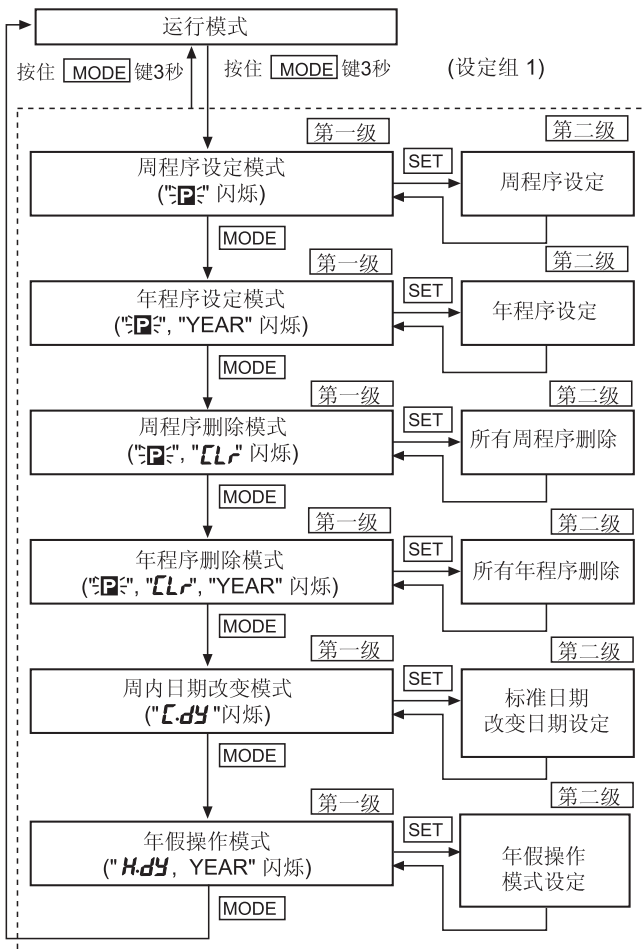 运行模式
按住 MODE 键3秒
按住 MODE 键3秒
(设定组 1)
第一级
第二级
周程序设定模式
("P" 闪烁)
SET
周程序设定
MODE
第一级
第二级
年程序设定模式
("P", "YEAR" 闪烁)
SET
年程序设定
MODE
第一级
第二级
周程序删除模式
("P", "CLr" 闪烁)
SET
所有周程序删除
MODE
第一级
第二级
年程序删除模式
("P", "CLr", "YEAR" 闪烁)
SET
所有年程序删除
MODE
第一级
第二级
周内日期改变模式
("C.dY"闪烁)
SET
标准日期
改变日期设定
MODE
第一级
第二级
年假操作模式
("H.dY, YEAR" 闪烁)
SET
年假操作
模式设定
MODE